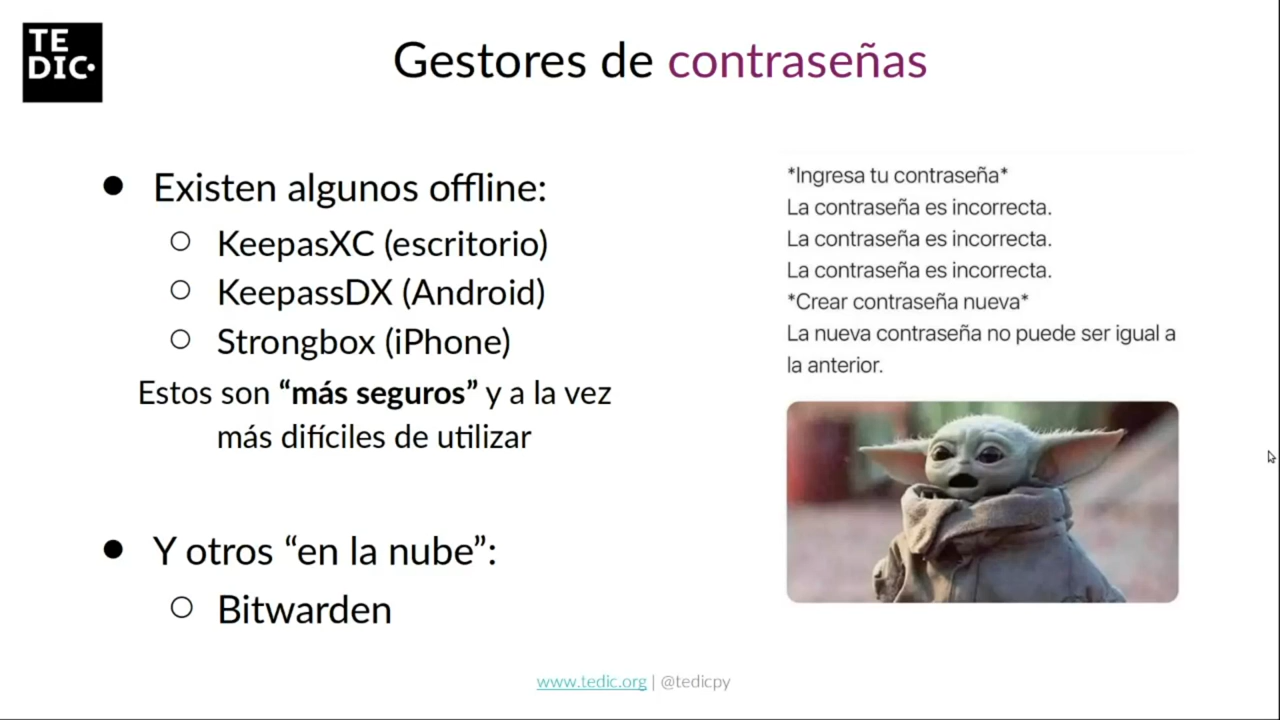 TE
DIC
Gestores de contraseñas
Existen algunos offline:
KeepasXC (escritorio)
KeepassDX (Android)
Strongbox (iPhone)
Estos son “más seguros” y a la vez
más difíciles de utilizar
Y otros “en la nube”:
Bitwarden
*Ingresa tu contraseña*
La contraseña es incorrecta.
La contraseña es incorrecta.
La contraseña es incorrecta.
*Crear contraseña nueva*
La nueva contraseña no puede ser igual a
la anterior.
www.tedic.org | @tedicpy